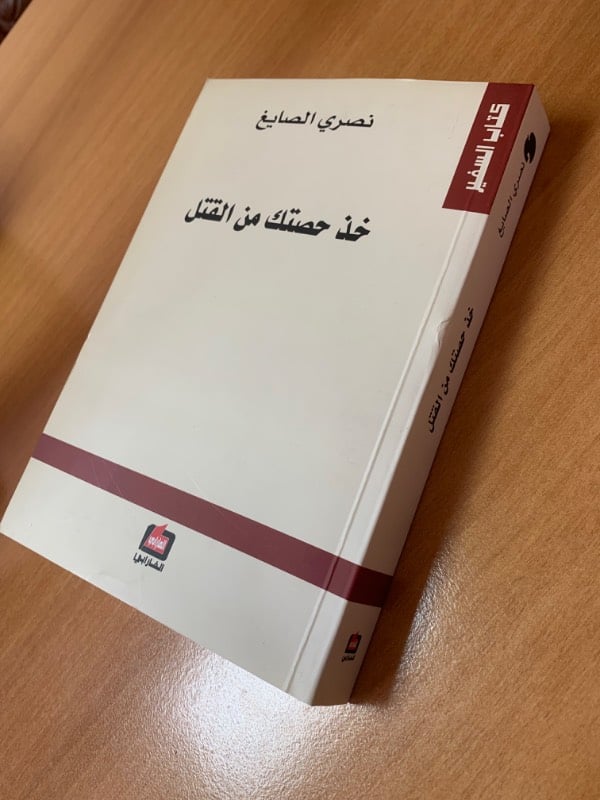 نصري الصايغ
خذ حصتك من القتل
الفارابي
كتاب السفير
نصري الصايغ
خذ حصتك من القتل